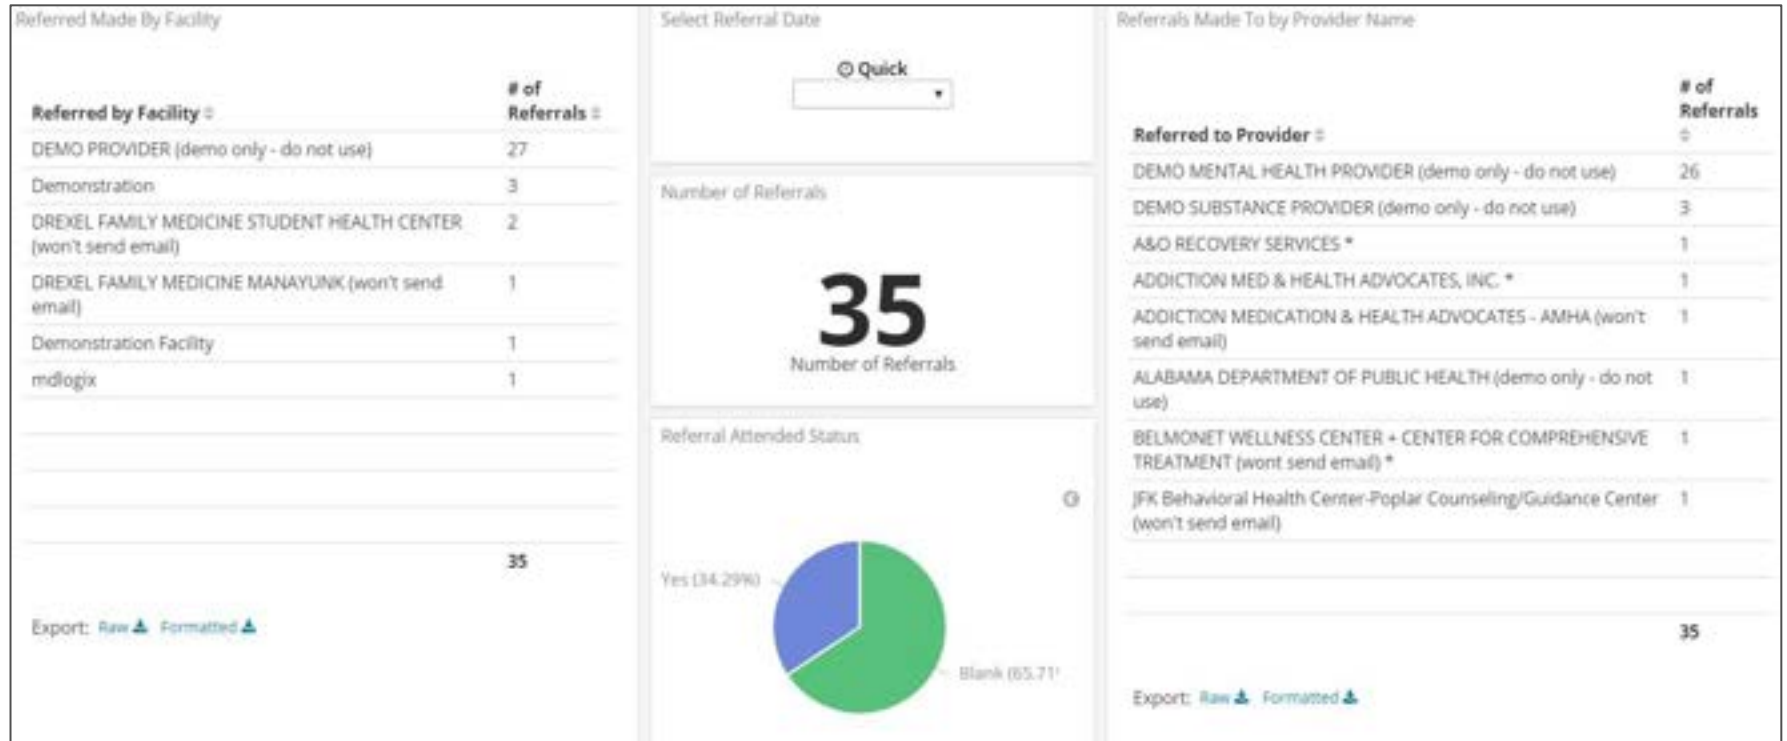 Referred Made By Facility
Referred by Facility
# of
Referrals
DEMO PROVIDER (demo only - do not use) 27
Demonstration 3
DREXEL FAMILY MEDICINE STUDENT HEALTH CENTER 2
(won't send email)
DREXEL FAMILY MEDICINE MANAYUNK (won't send 1
email)
Demonstration Facility 1
mdlogix 1
35
Export: Raw Formatted
Select Referral Date
Quick
Number of Referrals
35
Number of Referrals
Referral Attended Status
Yes (34.29%)
Blank (65.71
Referrals Made To by Provider Name
Referred to Provider
# of
Referrals
DEMO MENTAL HEALTH PROVIDER (demo only - do not use) 26
DEMO SUBSTANCE PROVIDER (demo only - do not use) 3
A&O RECOVERY SERVICES * 1
ADDICTION MED & HEALTH ADVOCATES, INC. * 1
ADDICTION MEDICATION & HEALTH ADVOCATES - AMHA (won't 1
send email)
ALABAMA DEPARTMENT OF PUBLIC HEALTH (demo only - do not 1
use)
BELMONET WELLNESS CENTER + CENTER FOR COMPREHENSIVE 1
TREATMENT (wont send email) *
JFK Behavioral Health Center-Poplar Counseling/Guidance Center 1
(won't send email)
35
Export: Raw Formatted